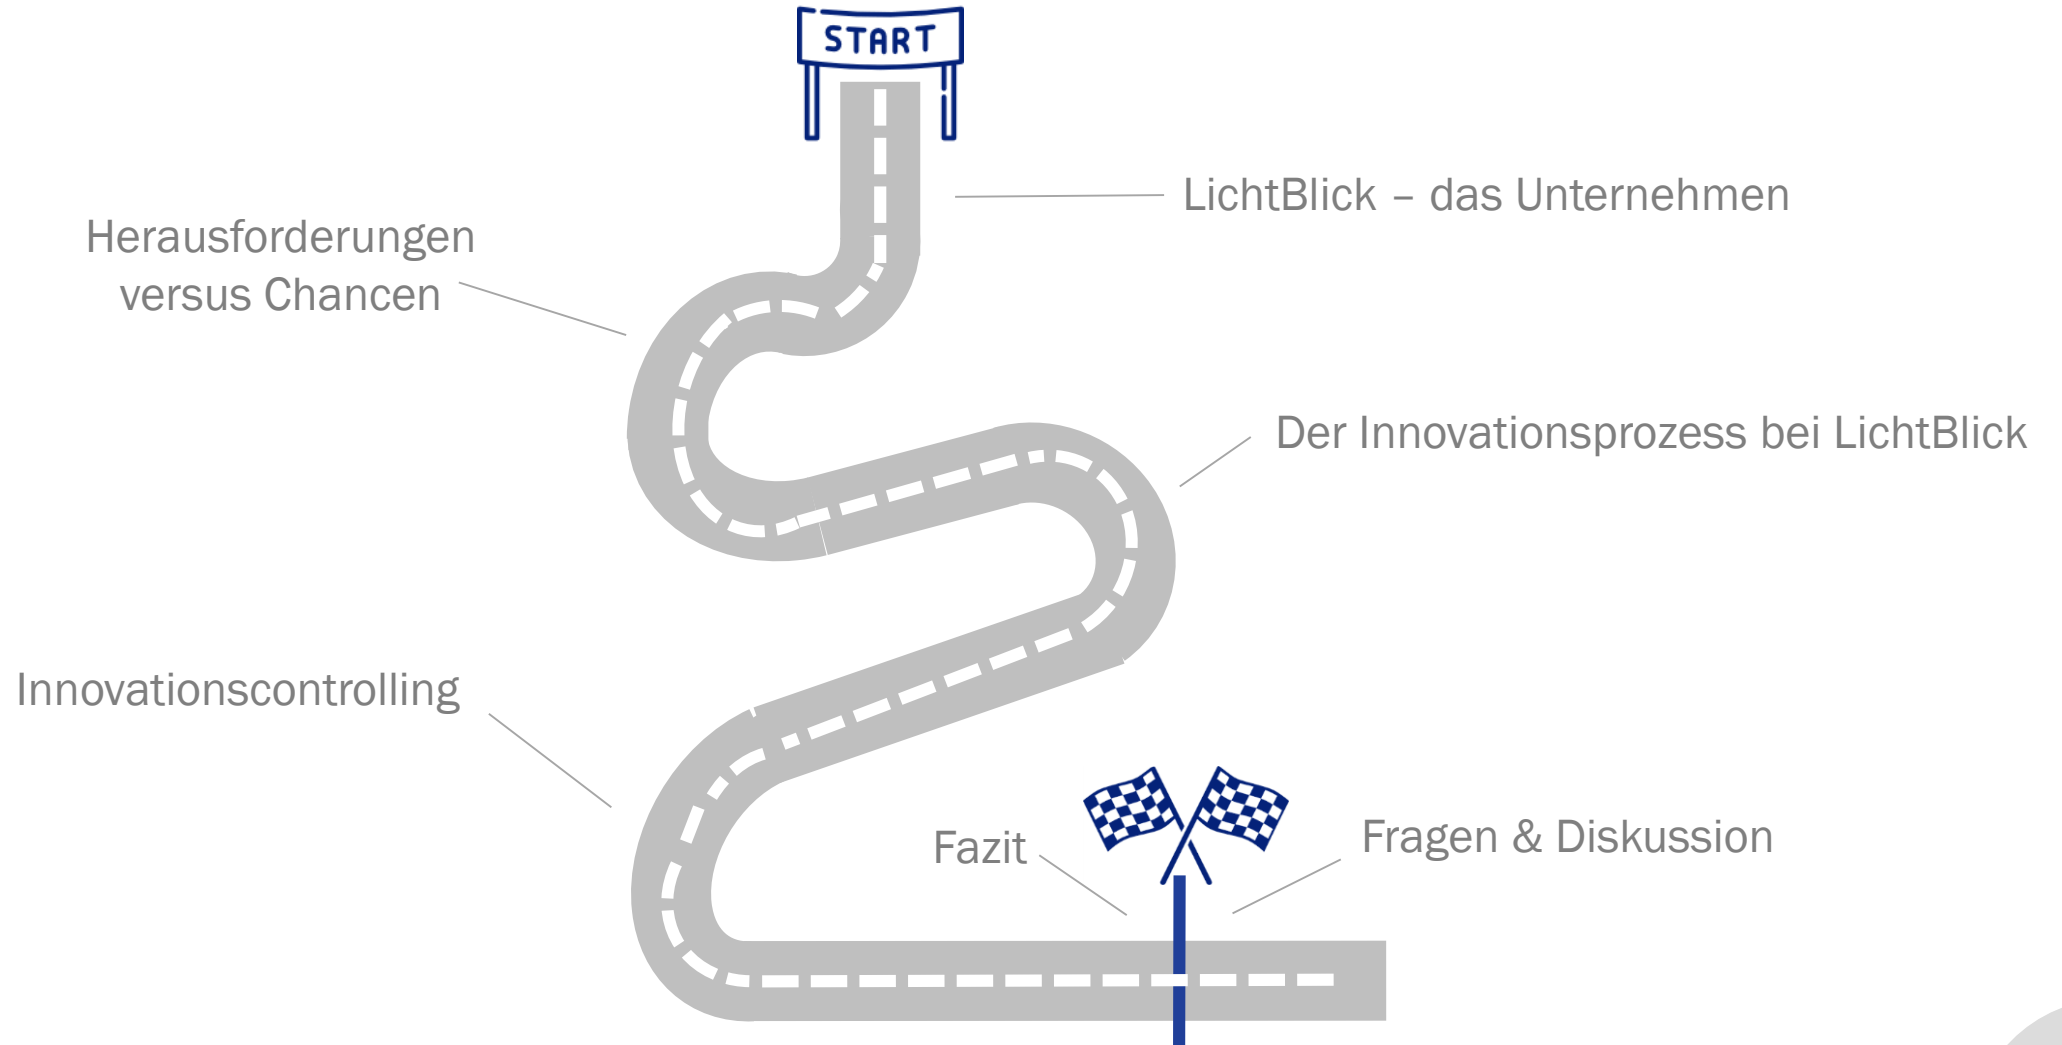 START
LichtBlick – das Unternehmen
Herausforderungen
versus Chancen
Der Innovationsprozess bei LichtBlick
Innovationscontrolling
Fazit
Fragen & Diskussion